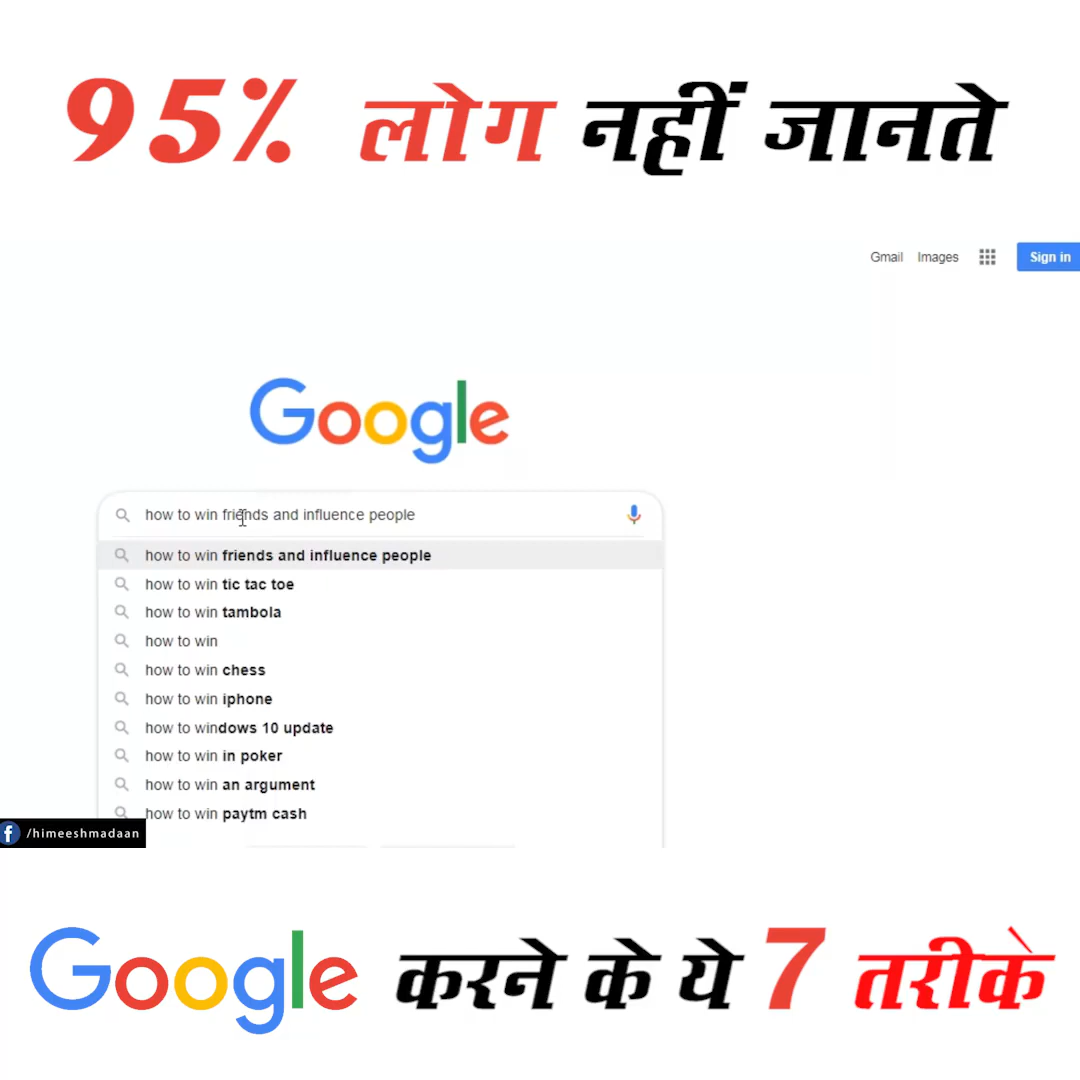 95% लोग नहीं जानते
Gmail Images Sign in
Google
how to win friends and influence people
how to win friends and influence people
how to win tic tac toe
how to win tambola
how to win
how to win chess
how to win iphone
how to windows 10 update
how to win in poker
how to win an argument
how to win paytm cash
/himeeshmadaan
Google करने के ये 7 तरीके